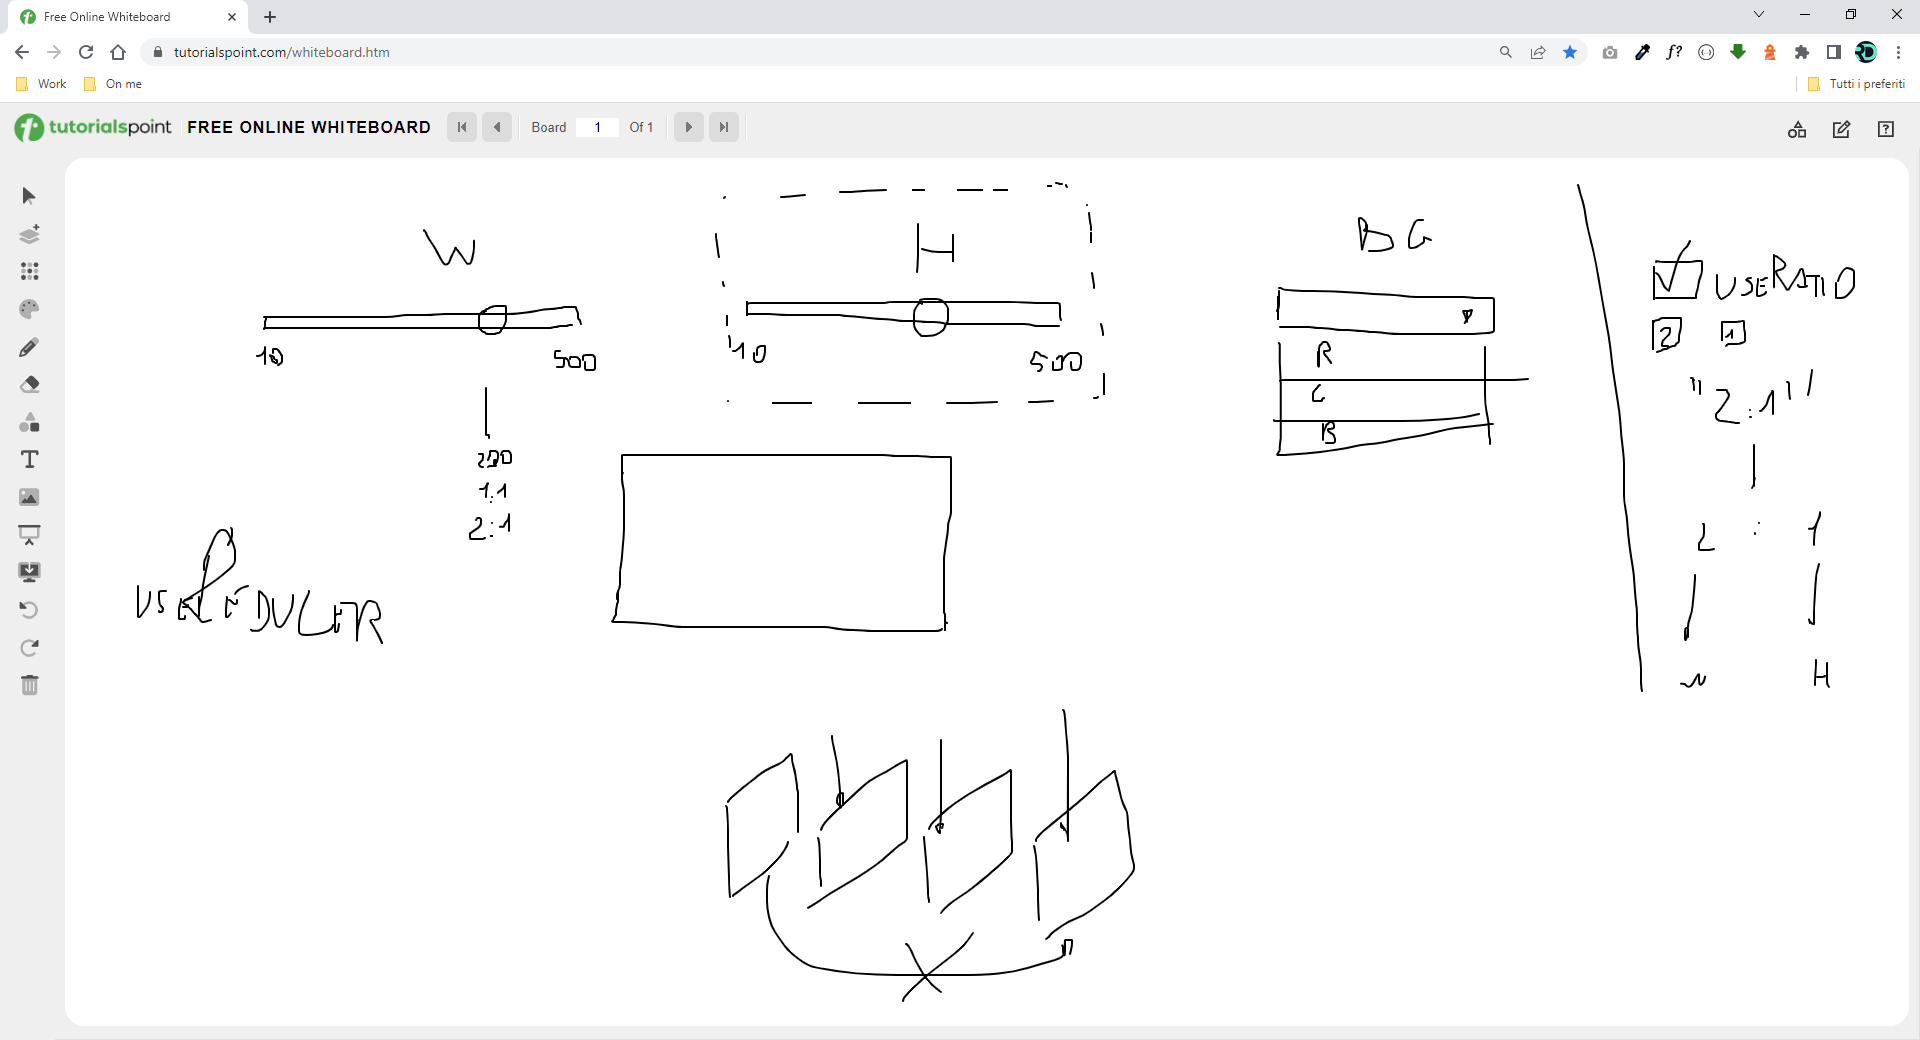 Free Online Whiteboard
tutorialspoint.com/whiteboard.htm
f?
RD
Work
On me
Tutti i preferiti
tutorialspoint
FREE ONLINE WHITEBOARD
Board 1 Of 1
W
H
BG
USE RATIO
10
500
10
500
R
G
B
2
1
"2:1"
200
1:1
2:1
2 : 1
W
H
T